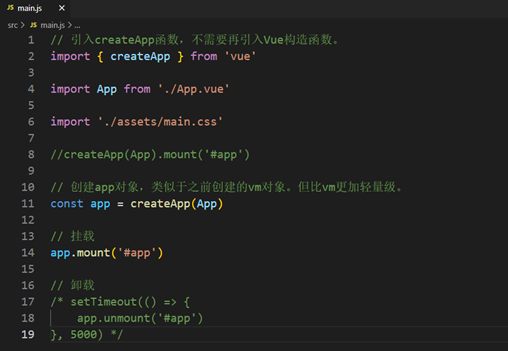 main.js
src > main.js > ...
1 // 引入createApp函数，不需要再引入Vue构造函数。
2 import { createApp } from 'vue'
3
4 import App from './App.vue'
5
6 import './assets/main.css'
7
8 //createApp(App).mount('#app')
9
10 // 创建app对象，类似于之前创建的vm对象。但比vm更加轻量级。
11 const app = createApp(App)
12
13 // 挂载
14 app.mount('#app')
15
16 // 卸载
17 /* setTimeout(() => {
18     app.unmount('#app')
19 }, 5000) */